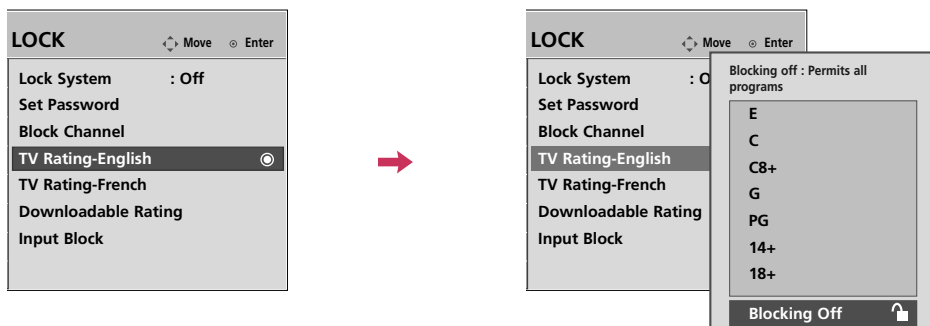 LOCK Move Enter
Lock System : Off
Set Password
Block Channel
TV Rating-English
TV Rating-French
Downloadable Rating
Input Block
LOCK Move Enter
Lock System : O
Set Password
Block Channel
TV Rating-English
TV Rating-French
Downloadable Rating
Input Block
Blocking off : Permits all
programs
E
C
C8+
G
PG
14+
18+
Blocking Off